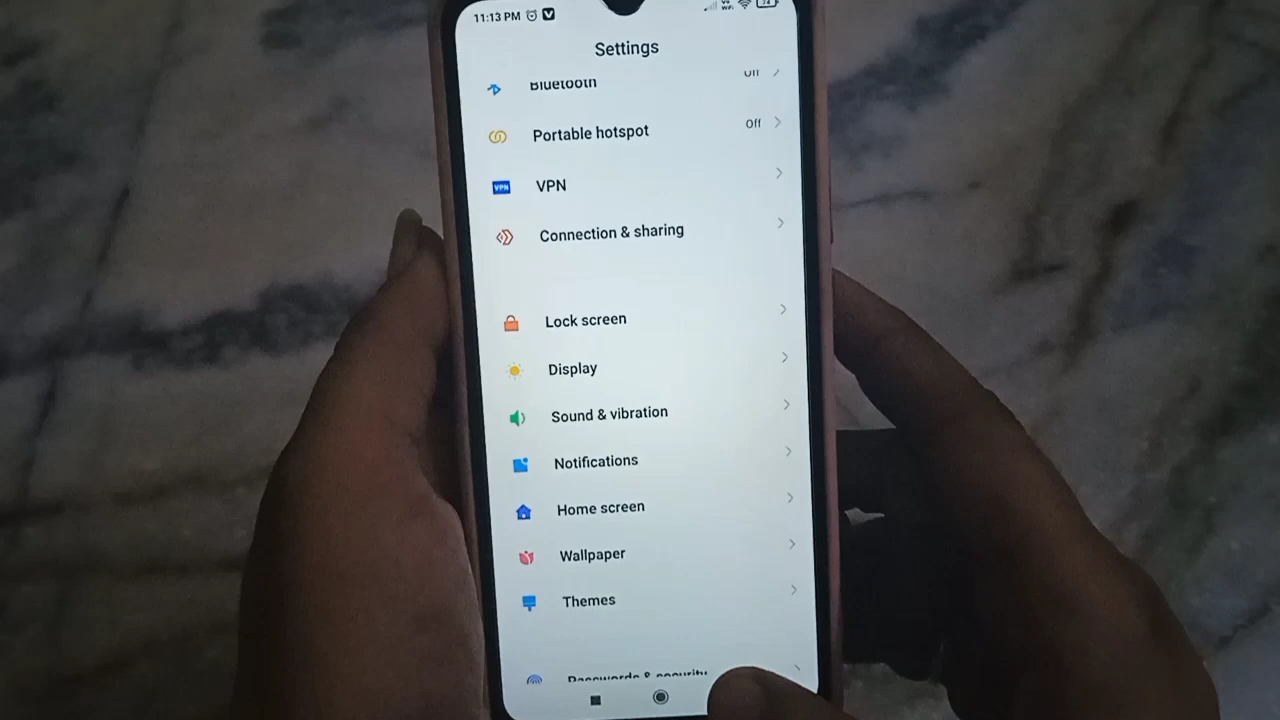 11:13 PM
Settings
Bluetooth Off
Portable hotspot Off
VPN VPN
Connection & sharing
Lock screen
Display
Sound & vibration
Notifications
Home screen
Wallpaper
Themes
Passwords & security